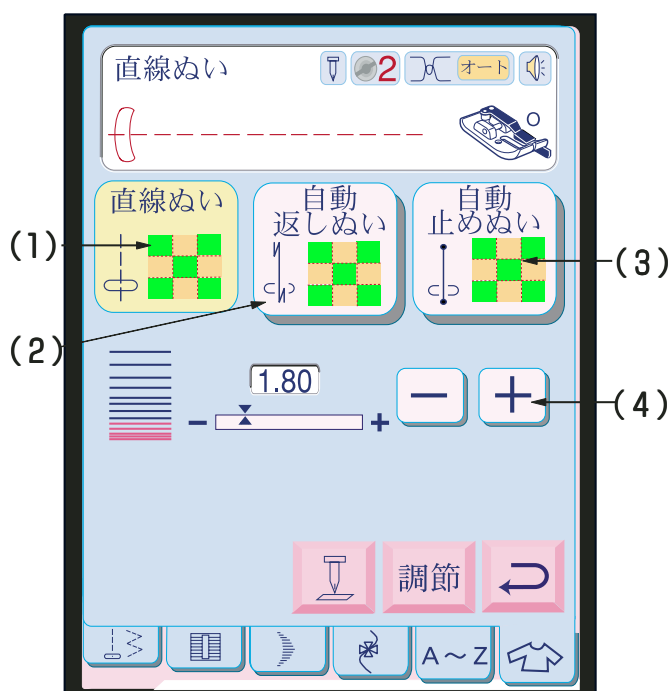 直線ぬい 2 オート
O
直線ぬい
自動
返しぬい
自動
止めぬい
(1)
(2)
(3)
(4)
1.80
- +
− +
調節
A～Z